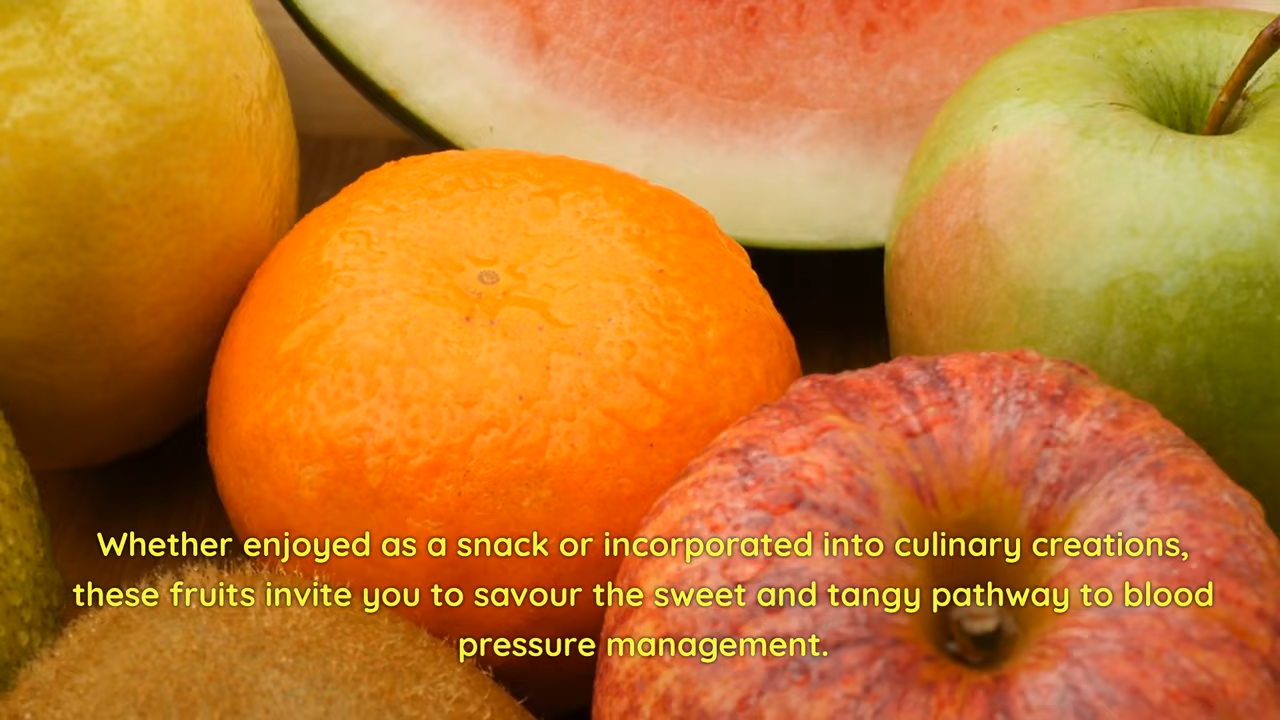 Whether enjoyed as a snack or incorporated into culinary creations,
these fruits invite you to savour the sweet and tangy pathway to blood
pressure management.